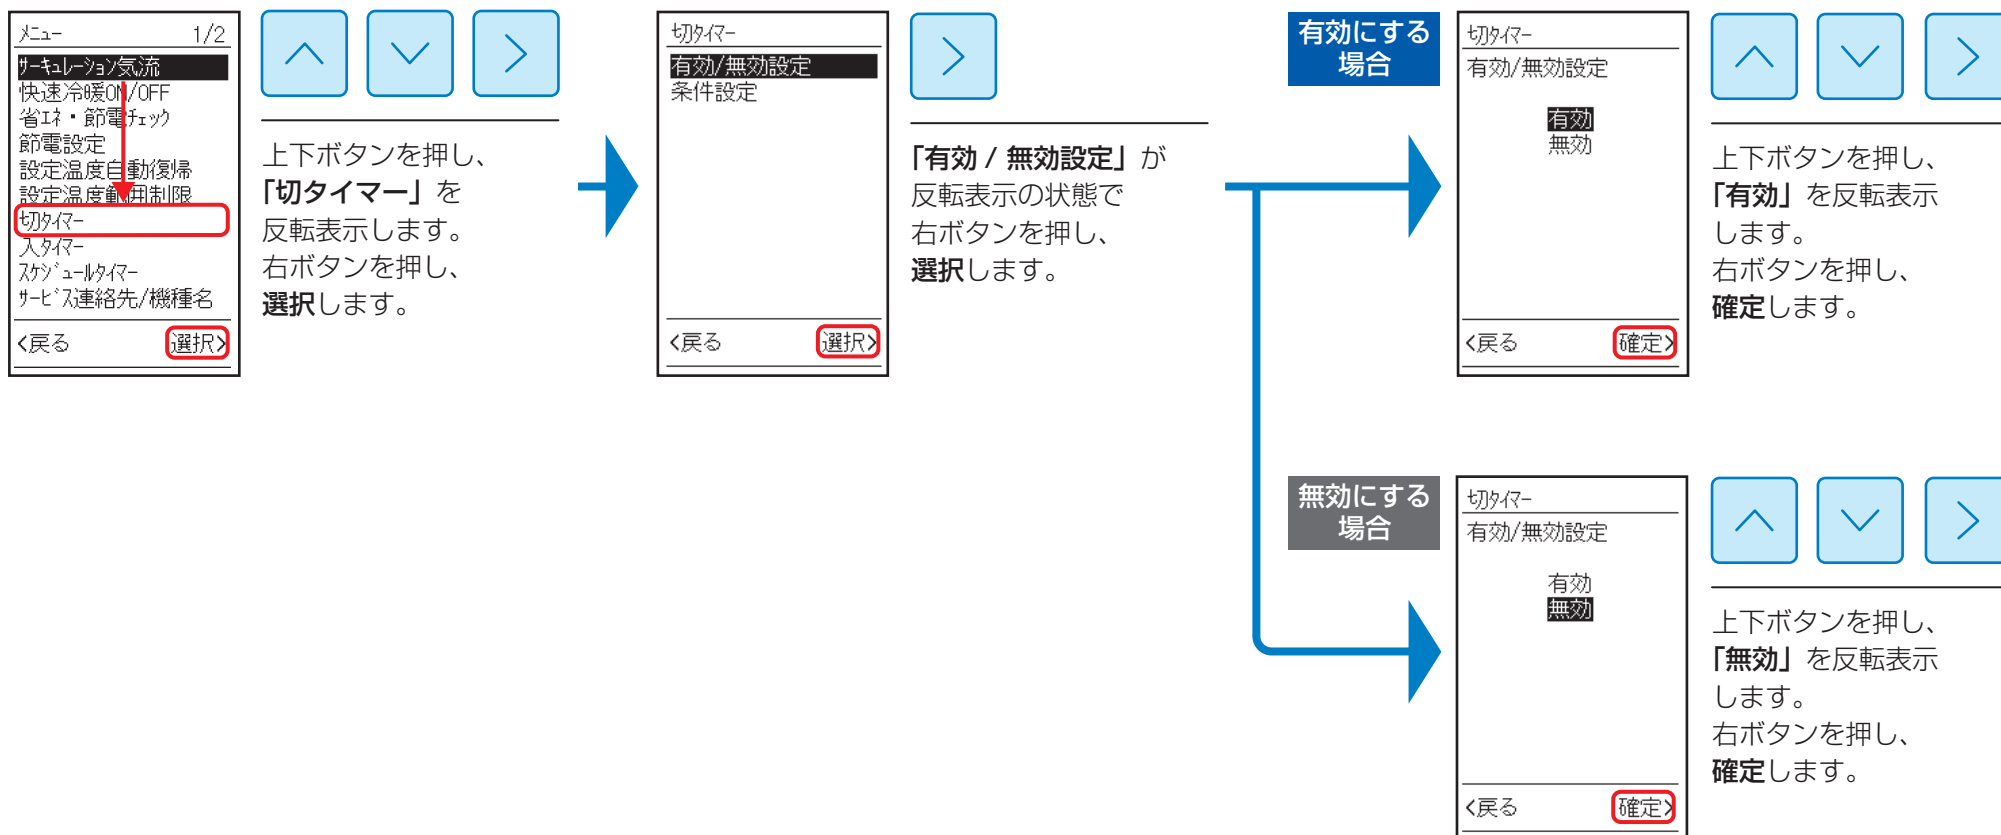 メニュー 1/2
サーキュレーション気流
快速冷暖ON/OFF
省エネ・節電チェック
節電設定
設定温度自動復帰
設定温度範囲制限
切タイマー
入タイマー
スケジュールタイマー
サービス連絡先/機種名
<戻る 選択>
上下ボタンを押し、
「切タイマー」を
反転表示します。
右ボタンを押し、
選択します。
切タイマー
有効/無効設定
条件設定
<戻る 選択>
「有効 / 無効設定」が
反転表示の状態で
右ボタンを押し、
選択します。
有効にする
場合
切タイマー
有効/無効設定
有効
無効
<戻る 確定>
上下ボタンを押し、
「有効」を反転表示
します。
右ボタンを押し、
確定します。
無効にする
場合
切タイマー
有効/無効設定
有効
無効
<戻る 確定>
上下ボタンを押し、
「無効」を反転表示
します。
右ボタンを押し、
確定します。